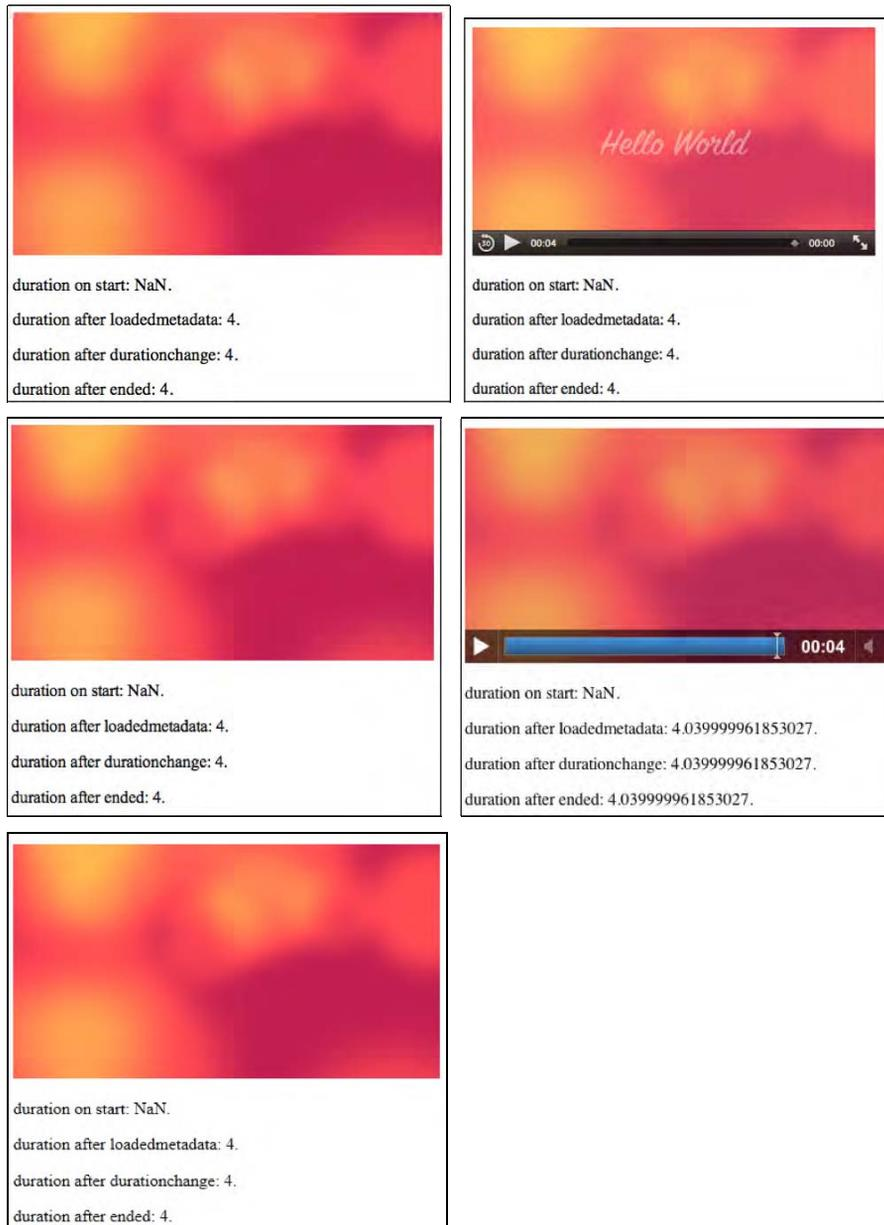 duration on start: NaN.
duration after loadedmetadata: 4.
duration after durationchange: 4.
duration after ended: 4.
Hello World
30
00:04
00:00
duration on start: NaN.
duration after loadedmetadata: 4.
duration after durationchange: 4.
duration after ended: 4.
duration on start: NaN.
duration after loadedmetadata: 4.
duration after durationchange: 4.
duration after ended: 4.
00:04
duration on start: NaN.
duration after loadedmetadata: 4.039999961853027.
duration after durationchange: 4.039999961853027.
duration after ended: 4.039999961853027.
duration on start: NaN.
duration after loadedmetadata: 4.
duration after durationchange: 4.
duration after ended: 4.